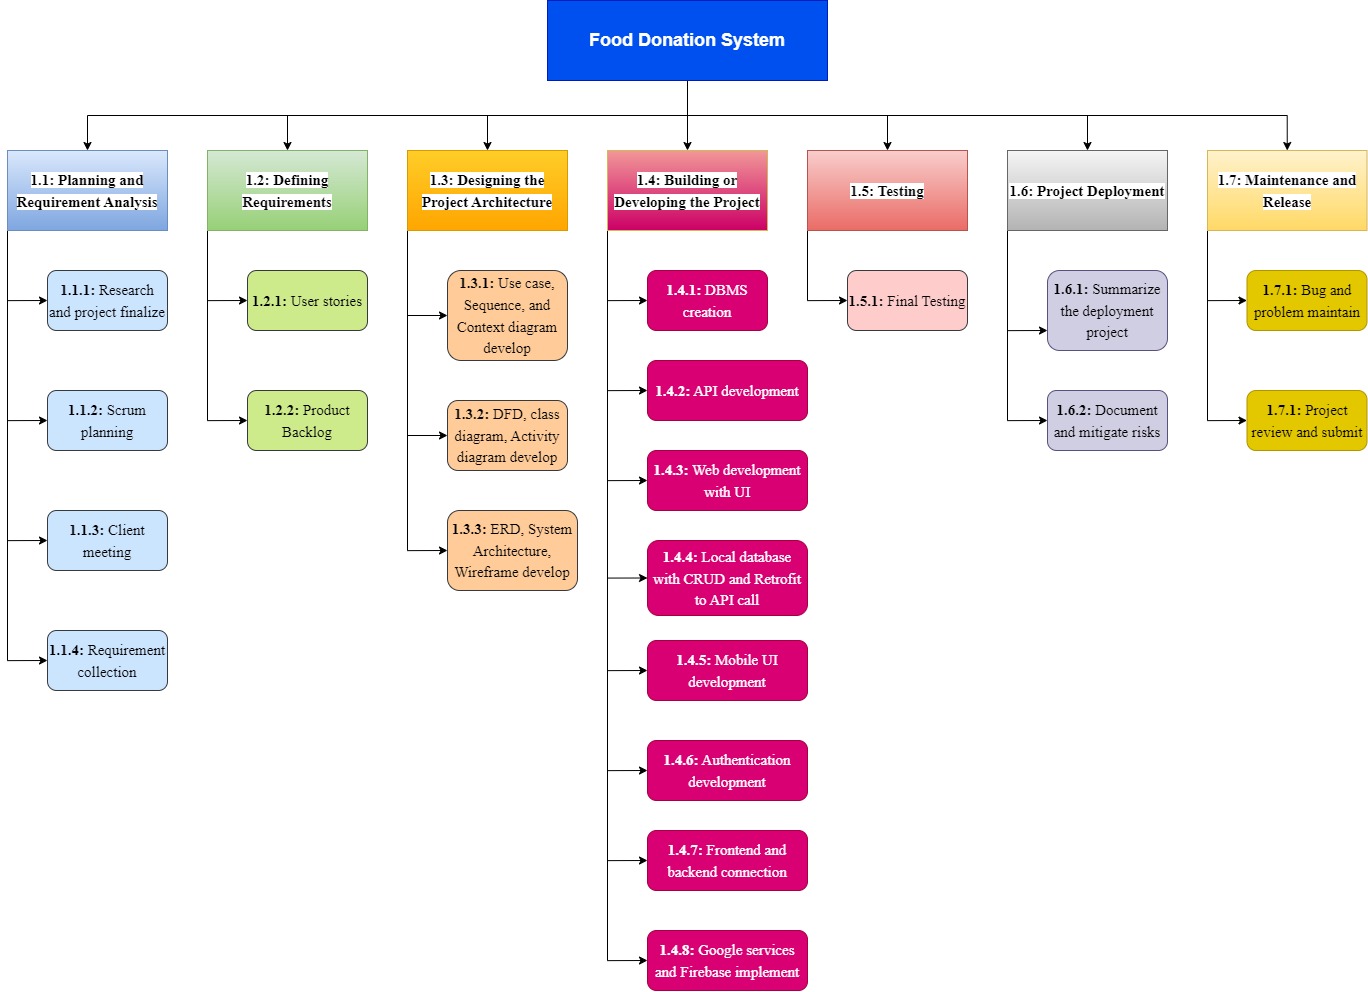 Food Donation System
1.1: Planning and
Requirement Analysis
1.1.1: Research
and project finalize
1.1.2: Scrum
planning
1.1.3: Client
meeting
1.1.4: Requirement
collection
1.2: Defining
Requirements
1.2.1: User stories
1.2.2: Product
Backlog
1.3: Designing the
Project Architecture
1.3.1: Use case,
Sequence, and
Context diagram
develop
1.3.2: DFD, class
diagram, Activity
diagram develop
1.3.3: ERD, System
Architecture,
Wireframe develop
1.4: Building or
Developing the Project
1.4.1: DBMS
creation
1.4.2: API development
1.4.3: Web development
with UI
1.4.4: Local database
with CRUD and Retrofit
to API call
1.4.5: Mobile UI
development
1.4.6: Authentication
development
1.4.7: Frontend and
backend connection
1.4.8: Google services
and Firebase implement
1.5: Testing
1.5.1: Final Testing
1.6: Project Deployment
1.6.1: Summarize
the deployment
project
1.6.2: Document
and mitigate risks
1.7: Maintenance and
Release
1.7.1: Bug and
problem maintain
1.7.1: Project
review and submit